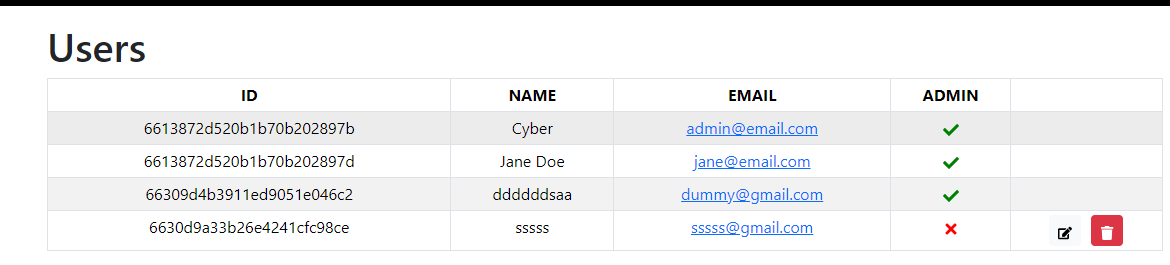 Users
ID NAME EMAIL ADMIN
6613872d520b1b70b202897b Cyber admin@email.com
6613872d520b1b70b202897d Jane Doe jane@email.com
66309d4b3911ed9051e046c2 ddddddsaa dummy@gmail.com
6630d9a33b26e4241cfc98ce sssss sssss@gmail.com